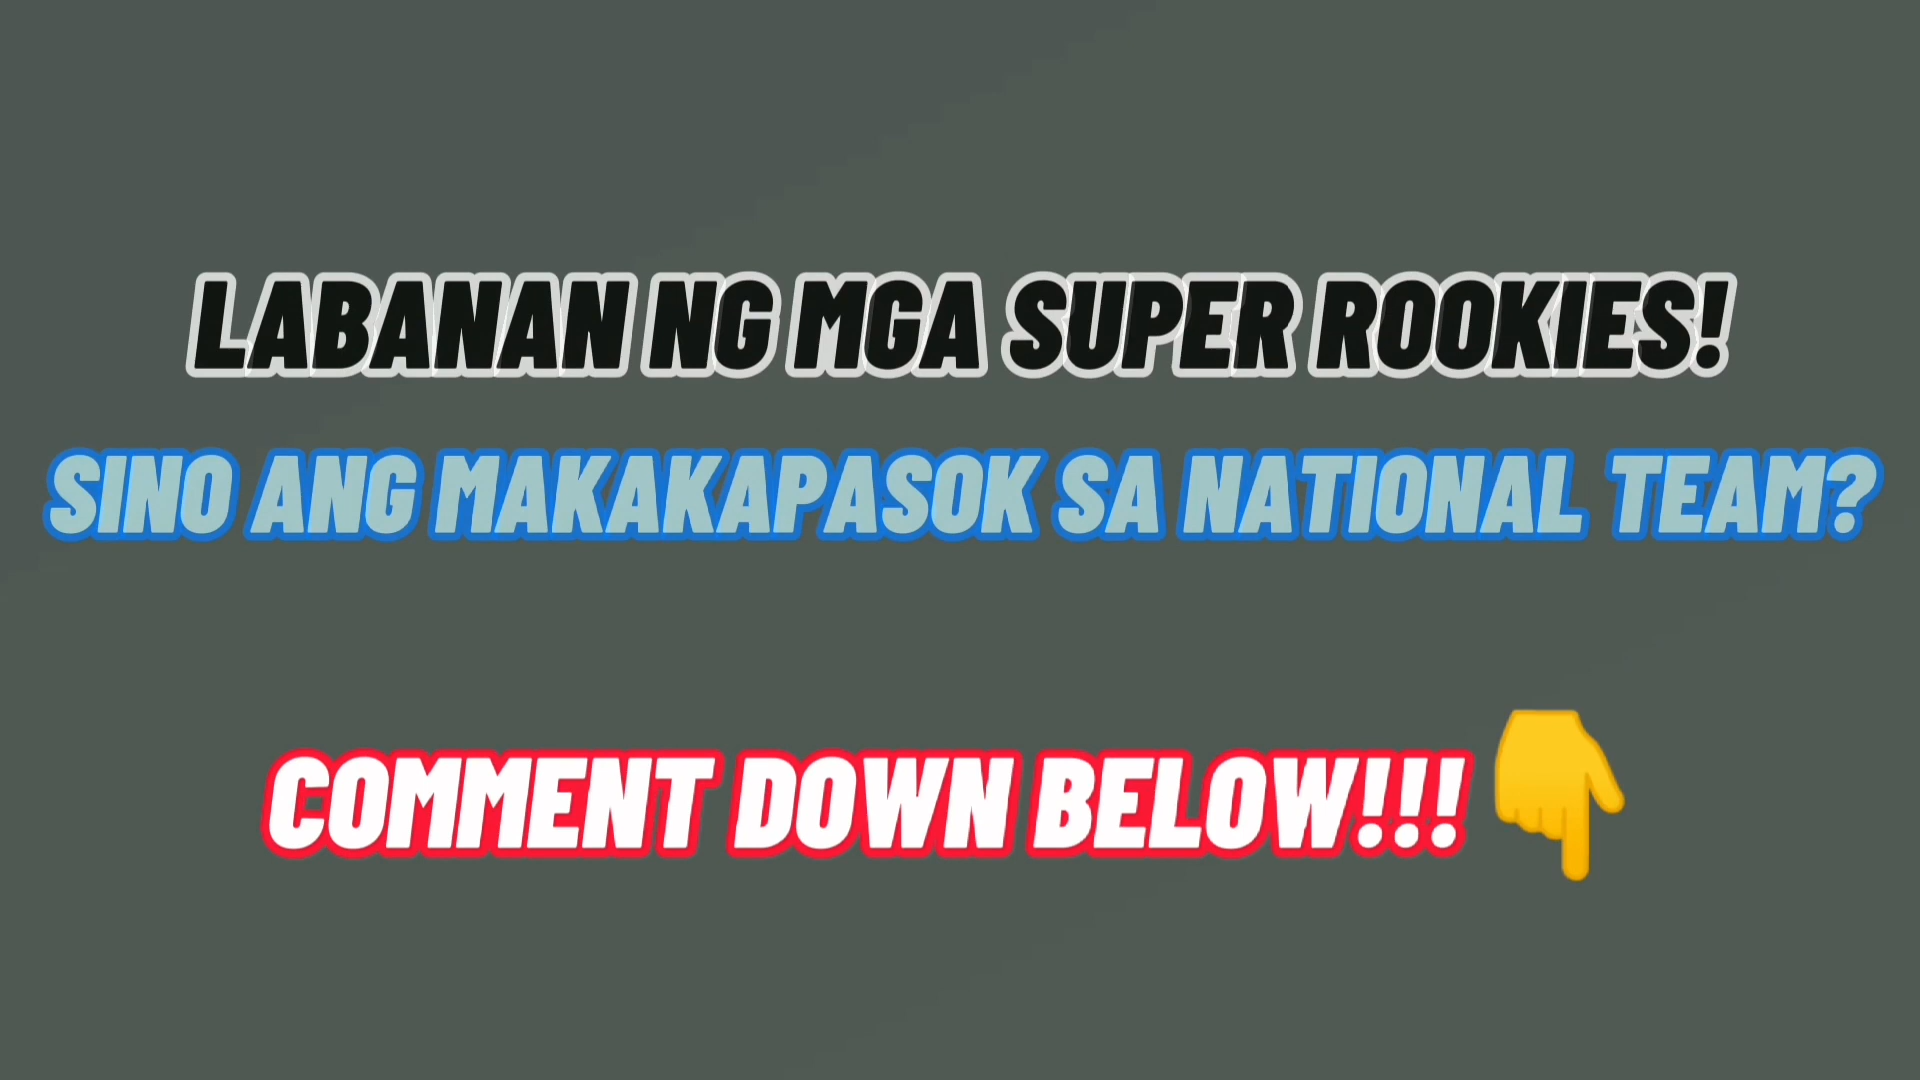 LABANAN NG MGA SUPER ROOKIES!
SINO ANG MAKAKAPASOK SA NATIONAL TEAM?
COMMENT DOWN BELOW!!!👇